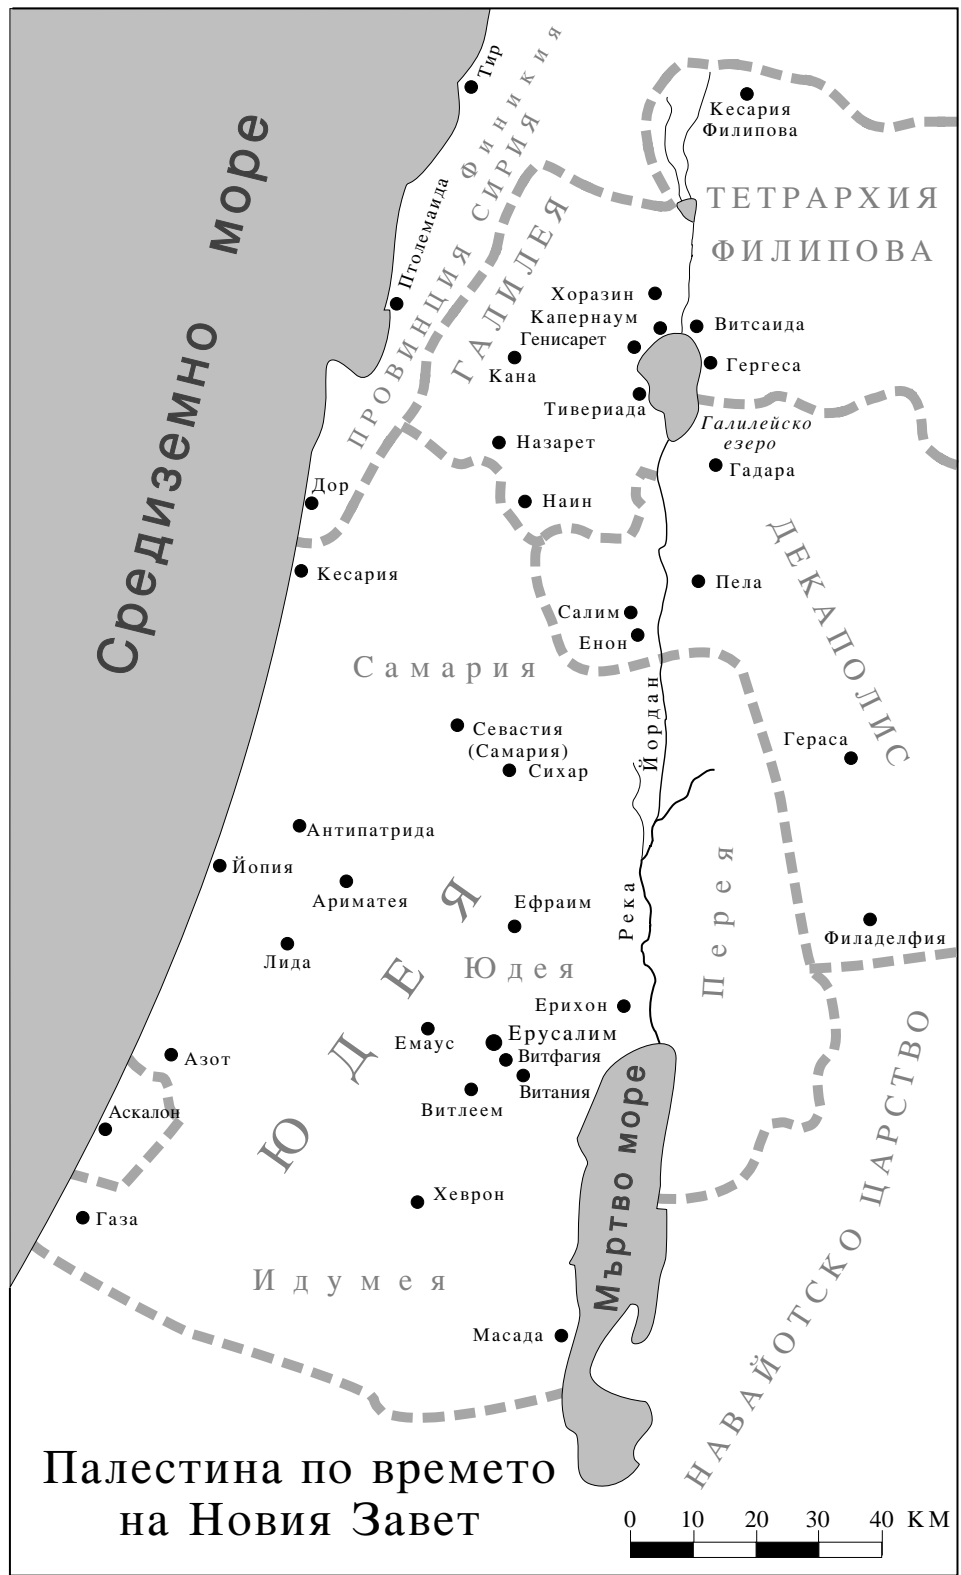 Тир
Финикия
ПРОВИНЦИЯ СИРИЯ
Кесария
Филипова
ТЕТРАРХИЯ
ФИЛИПОВА
Средиземно море
Птолемаида
ГАЛИЛЕЯ
Хоразин
Капернаум
Витсаида
Генисарет
Кана
Гергеса
Тивериада
Галилейско
езеро
Назарет
Гадара
Дор
Наин
Кесария
Пела
ДЕКАПОЛИС
Салим
Енон
Самария
Севастия
(Самария)
Сихар
Гераса
Река Йордан
Антипатрида
Йопия
Ариматея
Ефраим
Перея
Филаделфия
Лида
Юдея
ЮДЕЯ
Ерихон
Емаус
Ерусалим
Витфагия
Азот
Витания
Витлеем
Аскалон
Мъртво море
Хеврон
Газа
Идумея
Масада
НАВАЙОТСКО ЦАРСТВО
Палестина по времето
на Новия Завет
0 10 20 30 40 КМ